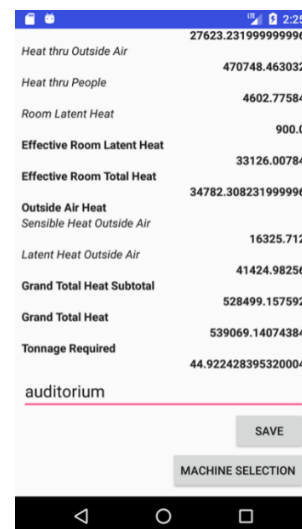 LTE 2:25
27623.231999999996
Heat thru Outside Air
470748.463032
Heat thru People
4602.77584
Room Latent Heat
900.0
Effective Room Latent Heat
33126.00784
Effective Room Total Heat
34782.308231999996
Outside Air Heat
Sensible Heat Outside Air
16325.712
Latent Heat Outside Air
41424.98256
Grand Total Heat Subtotal
528499.157592
Grand Total Heat
539069.14074384
Tonnage Required
44.922428395320004
auditorium
SAVE
MACHINE SELECTION